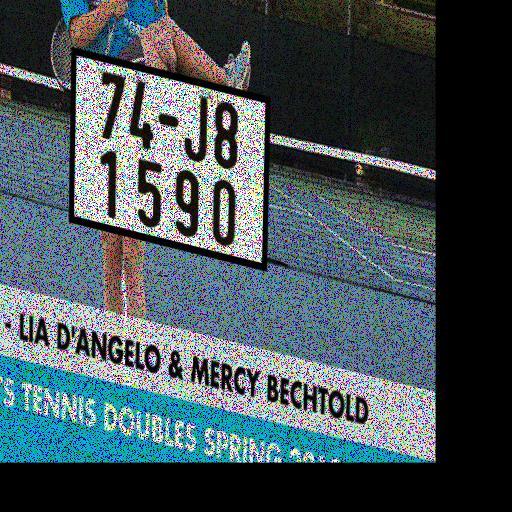 74-J8
1590
- LIA D'ANGELO & MERCY BECHTOLD
TENNIS DOUBLES SPRING